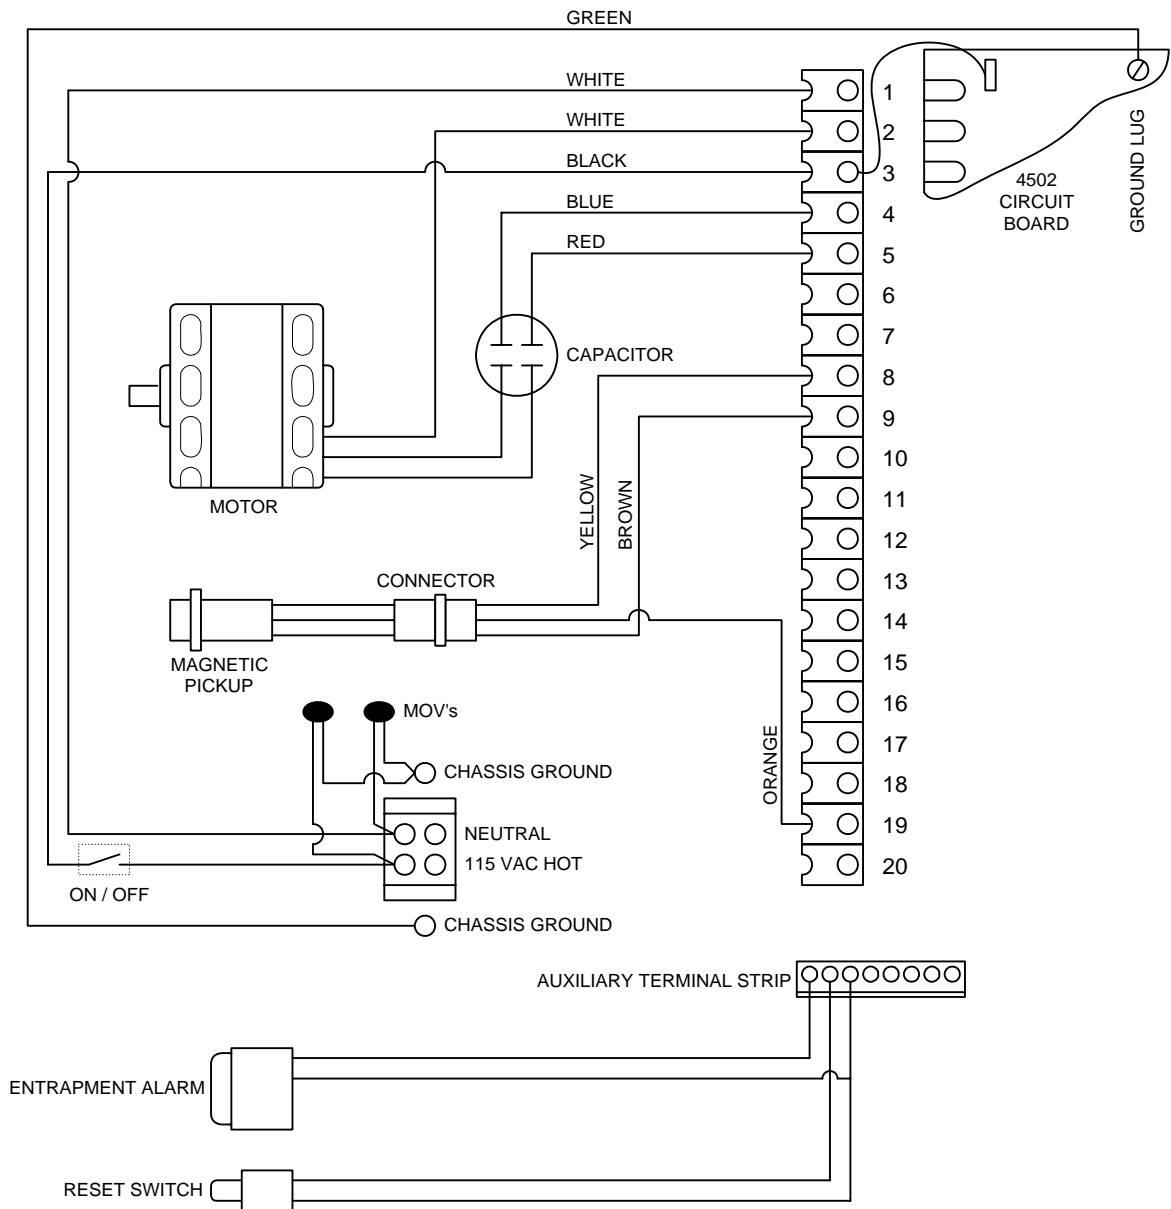 GREEN
WHITE
WHITE
BLACK
BLUE
RED
1
2
3
4
5
6
7
8
9
10
11
12
13
14
15
16
17
18
19
20
4502
CIRCUIT
BOARD
GROUND LUG
CAPACITOR
MOTOR
YELLOW
BROWN
CONNECTOR
MAGNETIC
PICKUP
MOV's
CHASSIS GROUND
ORANGE
NEUTRAL
115 VAC HOT
ON / OFF
CHASSIS GROUND
AUXILIARY TERMINAL STRIP
ENTRAPMENT ALARM
RESET SWITCH